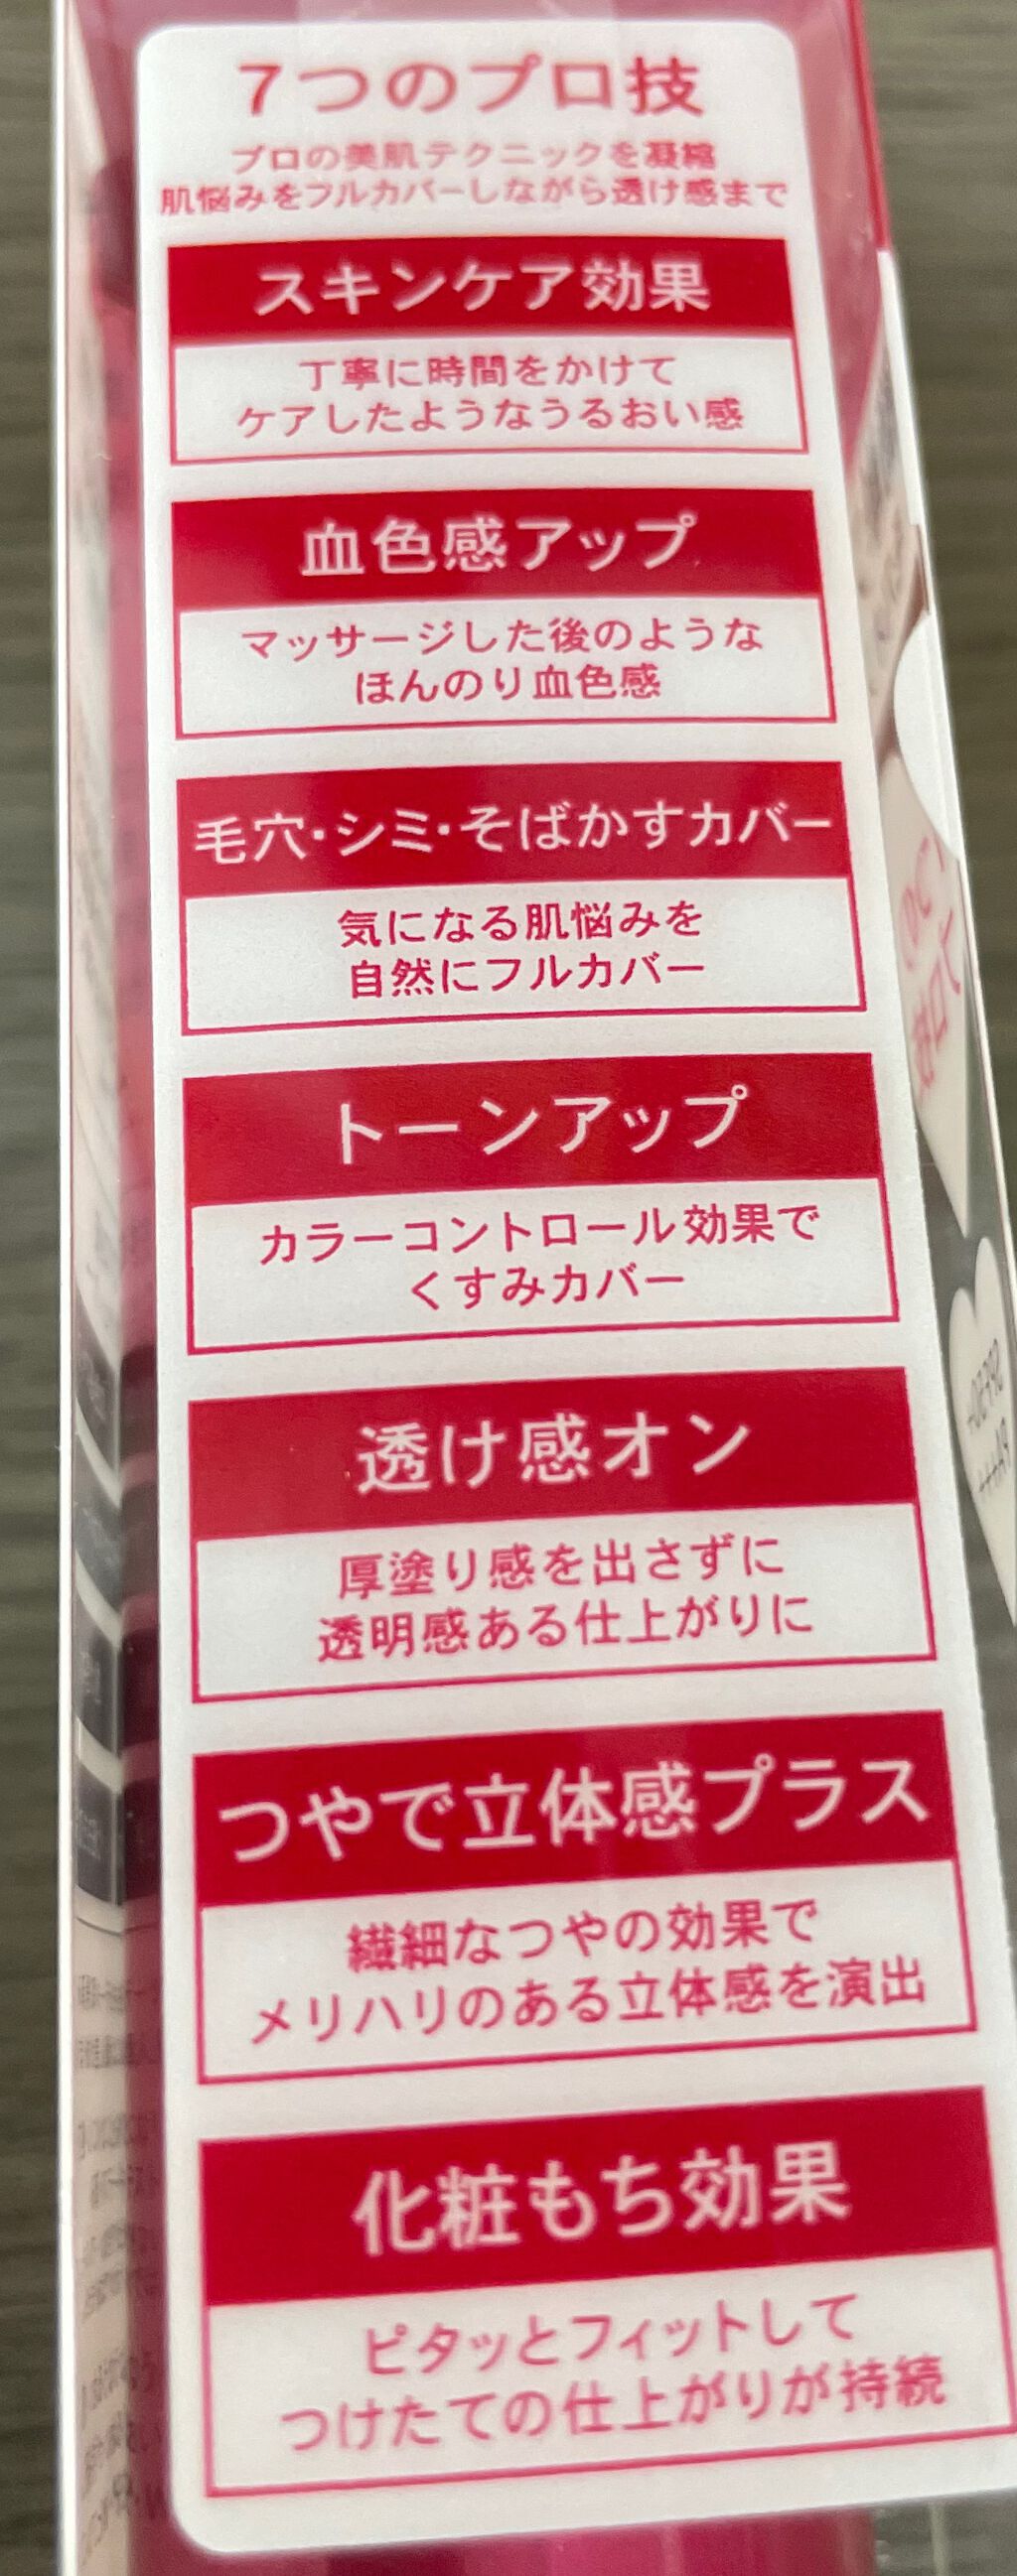 7つのプロ技
プロの美肌テクニックを凝縮
肌悩みをフルカバーしながら透け感まで
スキンケア効果
丁寧に時間をかけて
ケアしたようなうるおい感
血色感アップ
マッサージした後のような
ほんのり血色感
毛穴・シミ・そばかすカバー
気になる肌悩みを
自然にフルカバー
トーンアップ
カラーコントロール効果で
くすみカバー
透け感オン
厚塗り感を出さずに
透明感ある仕上がりに
つやで立体感プラス
繊細なつやの効果で
メリハリのある立体感を演出
化粧もち効果
ピタッとフィットして
つけたての仕上がりが持続